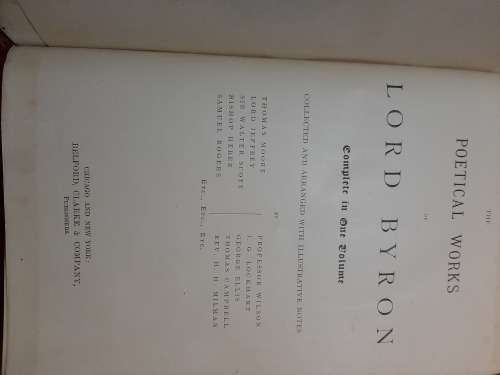 THE
POETICAL WORKS
OF
LORD BYRON
Complete in One Volume
COLLECTED AND ARRANGED WITH ILLUSTRATIVE NOTES
BY
THOMAS MOORE
LORD JEFFREY
SIR WALTER SCOTT
BISHOP HEBER
SAMUEL ROGERS
PROFESSOR WILSON
J. G. LOCKHART
GEORGE ELLIS
THOMAS CAMPBELL
REV. H. H. MILMAN
ETC., ETC., ETC.
CHICAGO AND NEW YORK:
BELFORD, CLARKE & COMPANY,
PUBLISHERS.